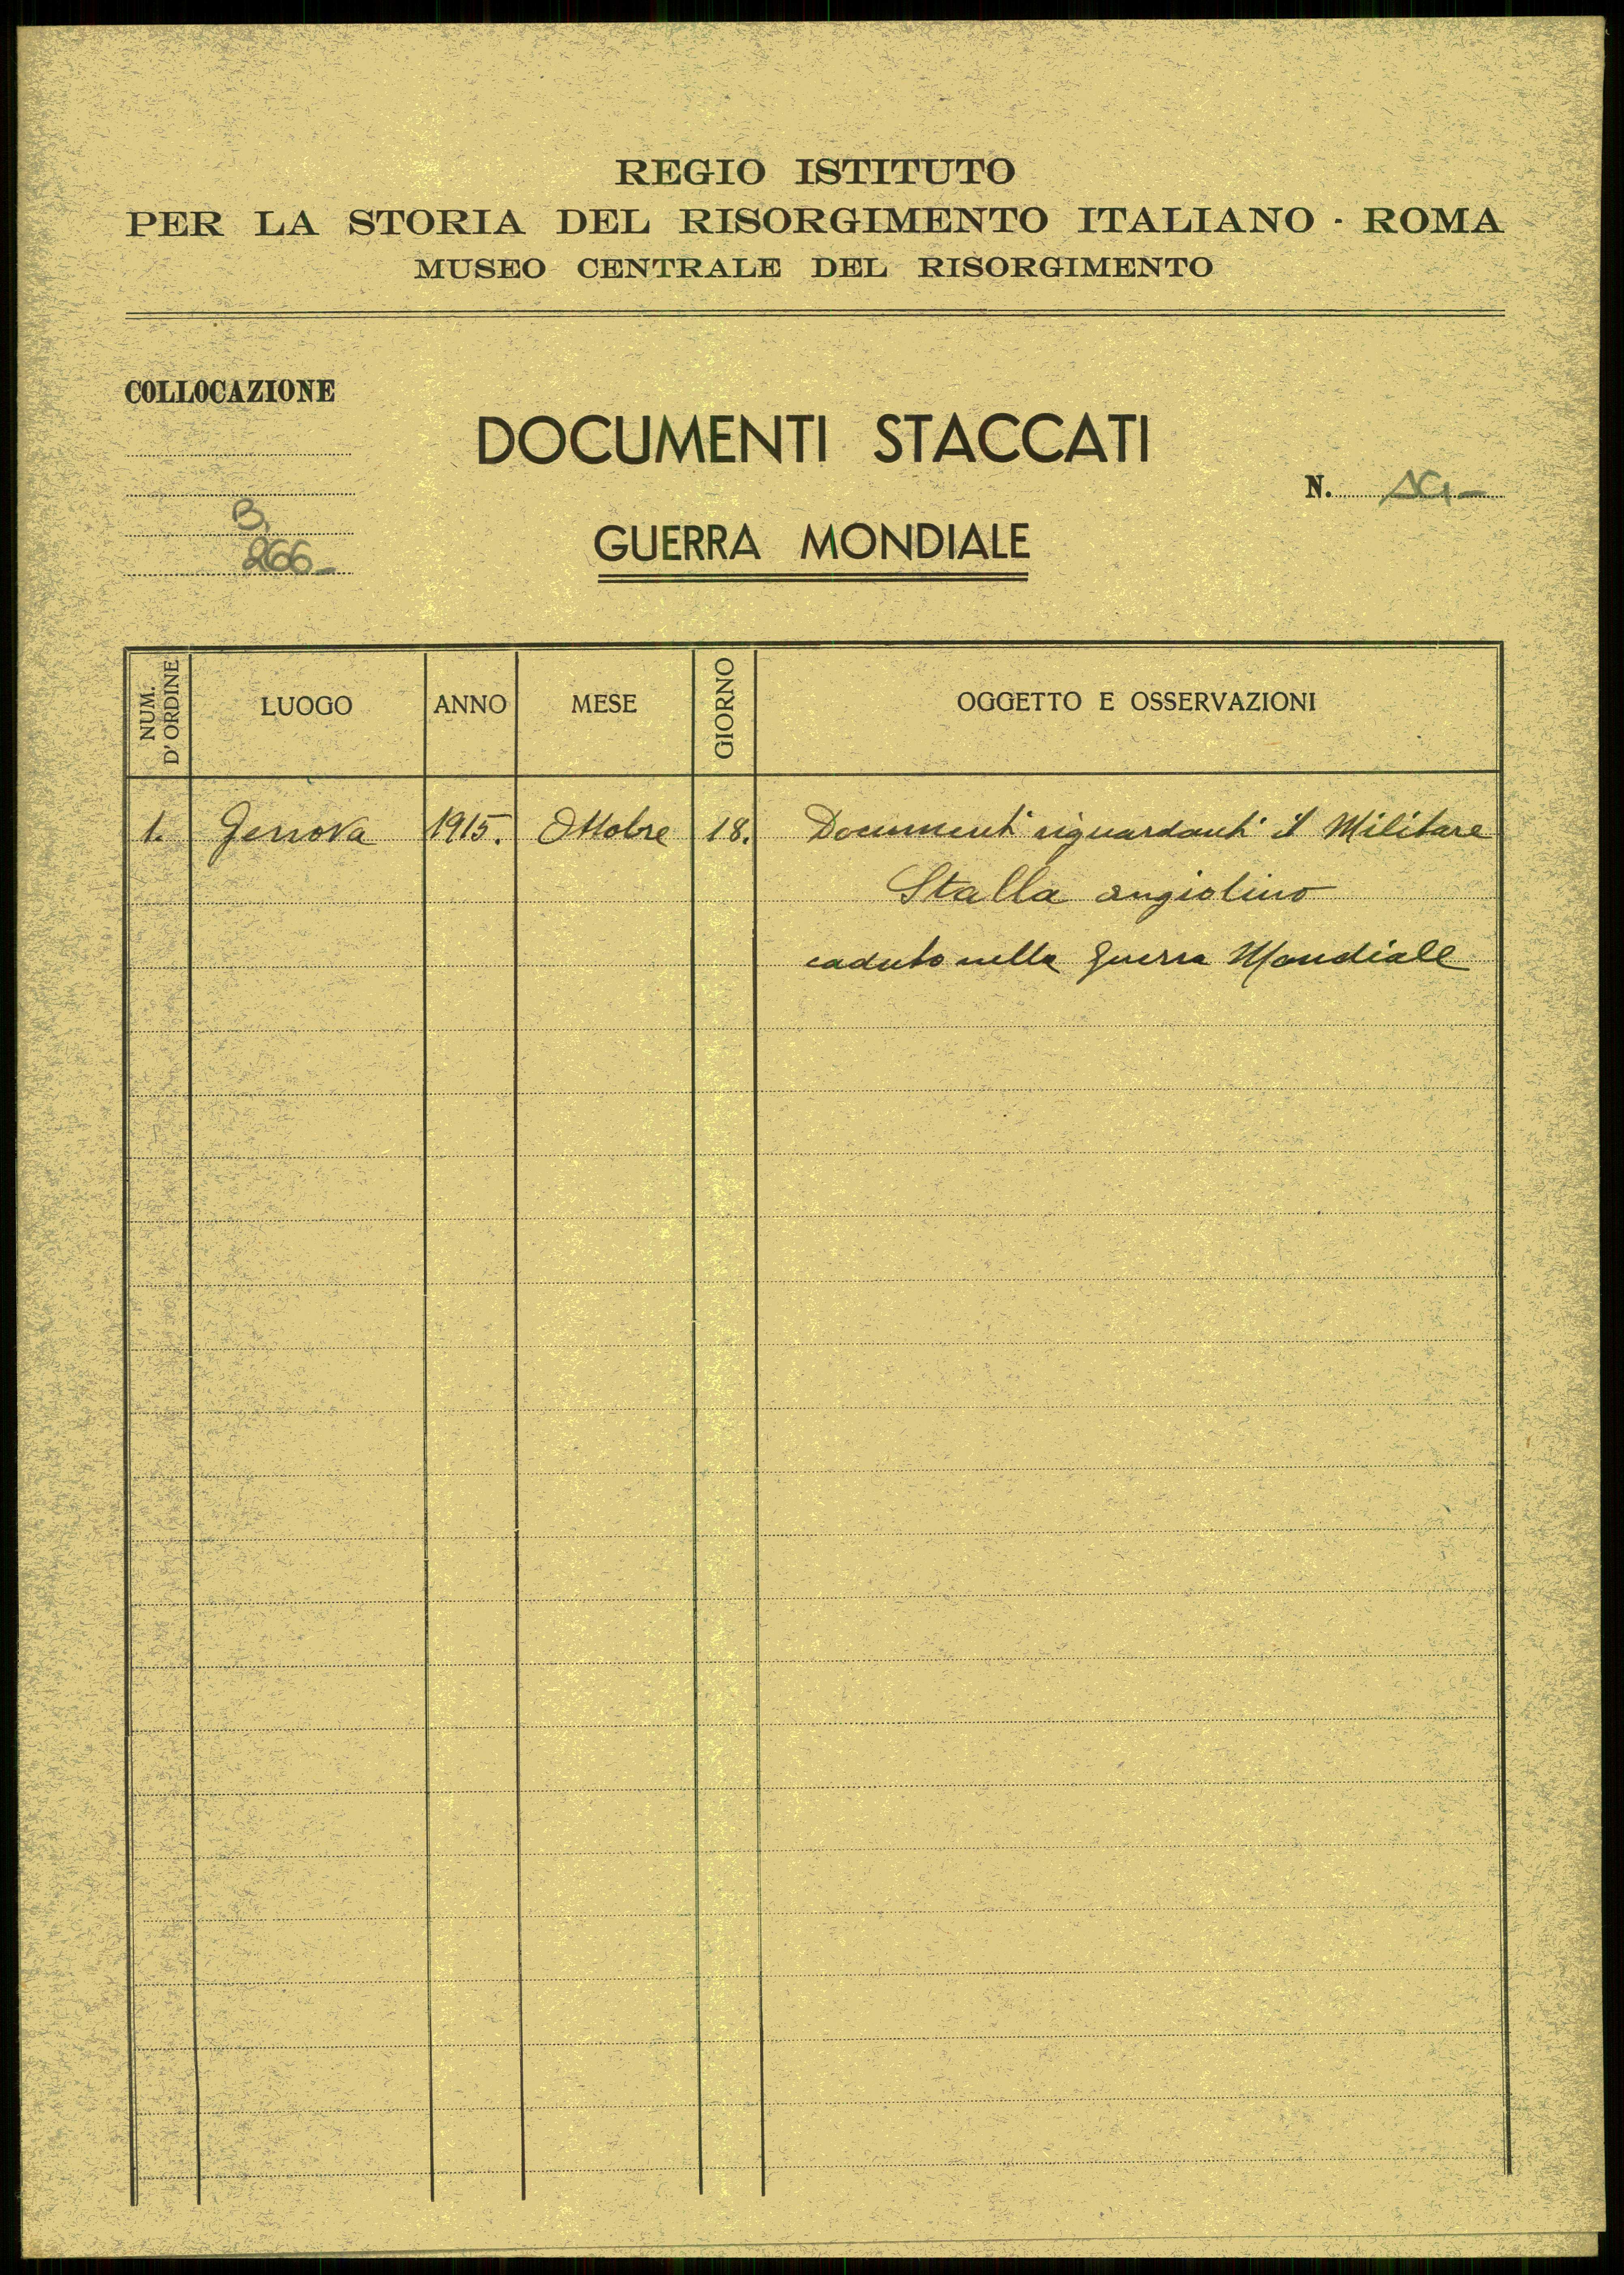 REGIO ISTITUTO
PER LA STORIA DEL RISORGIMENTO ITALIANO - ROMA
MUSEO CENTRALE DEL RISORGIMENTO
COLLOCAZIONE
DOCUMENTI STACCATI
N.
B.
266-
GUERRA MONDIALE
NUM. D'ORDINE LUOGO ANNO MESE GIORNO OGGETTO E OSSERVAZIONI
1. Genova 1915. Ottobre 18. Documenti riguardanti il Militare
Stalla angiolino
caduto nella guerra Mondiale